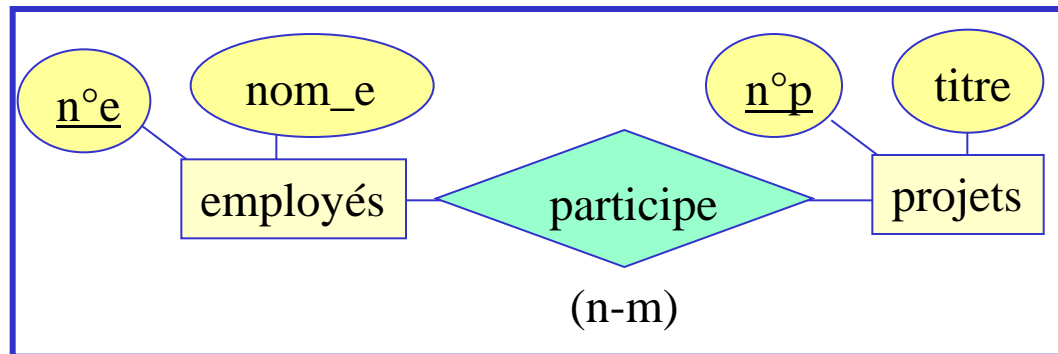 n°e
nom_e
n°p
titre
employés
participe
projets
(n-m)